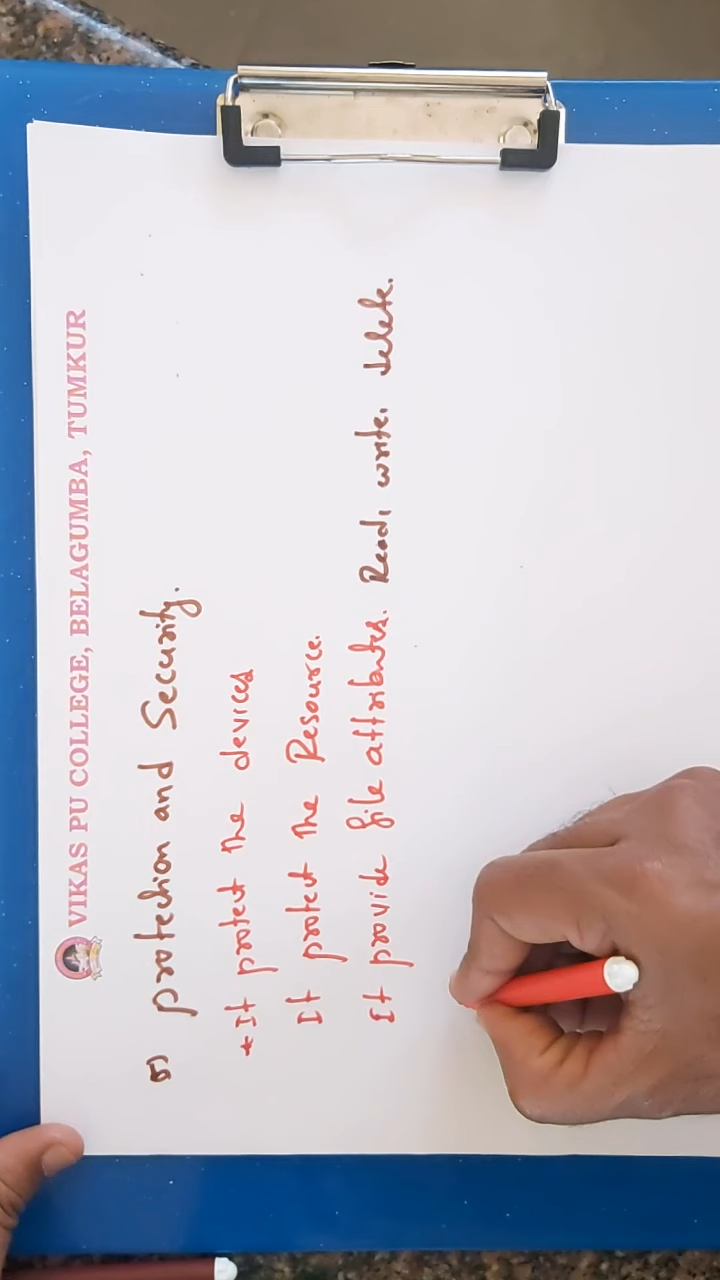 VIKAS PU COLLEGE, BELAGUMBA, TUMKUR
5) protection and Security.
* It protect the devices
It protect the Resource.
It provide file attributes. Read, write, delete.